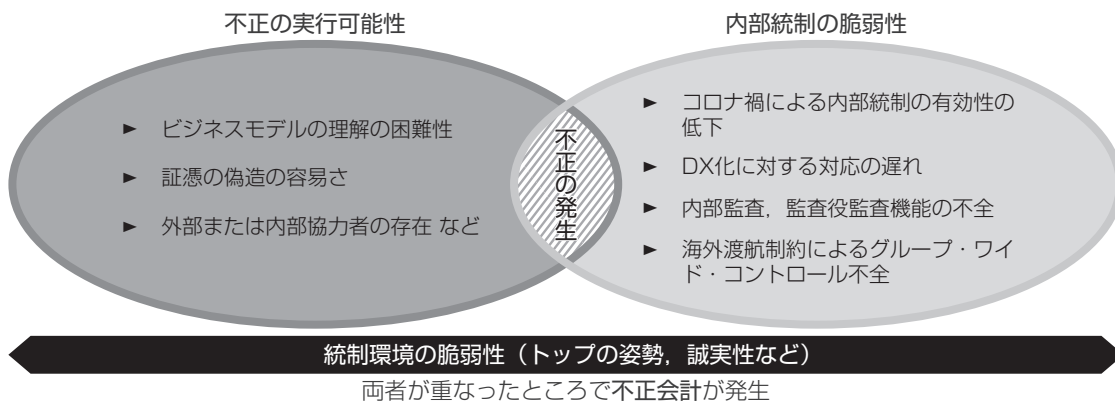 不正の実行可能性
内部統制の脆弱性
► ビジネスモデルの理解の困難性
► 証憑の偽造の容易さ
► 外部または内部協力者の存在 など
不正の発生
► コロナ禍による内部統制の有効性の
低下
► DX化に対する対応の遅れ
► 内部監査，監査役監査機能の不全
► 海外渡航制約によるグループ・ワイ
ド・コントロール不全
統制環境の脆弱性（トップの姿勢，誠実性など）
両者が重なったところで不正会計が発生